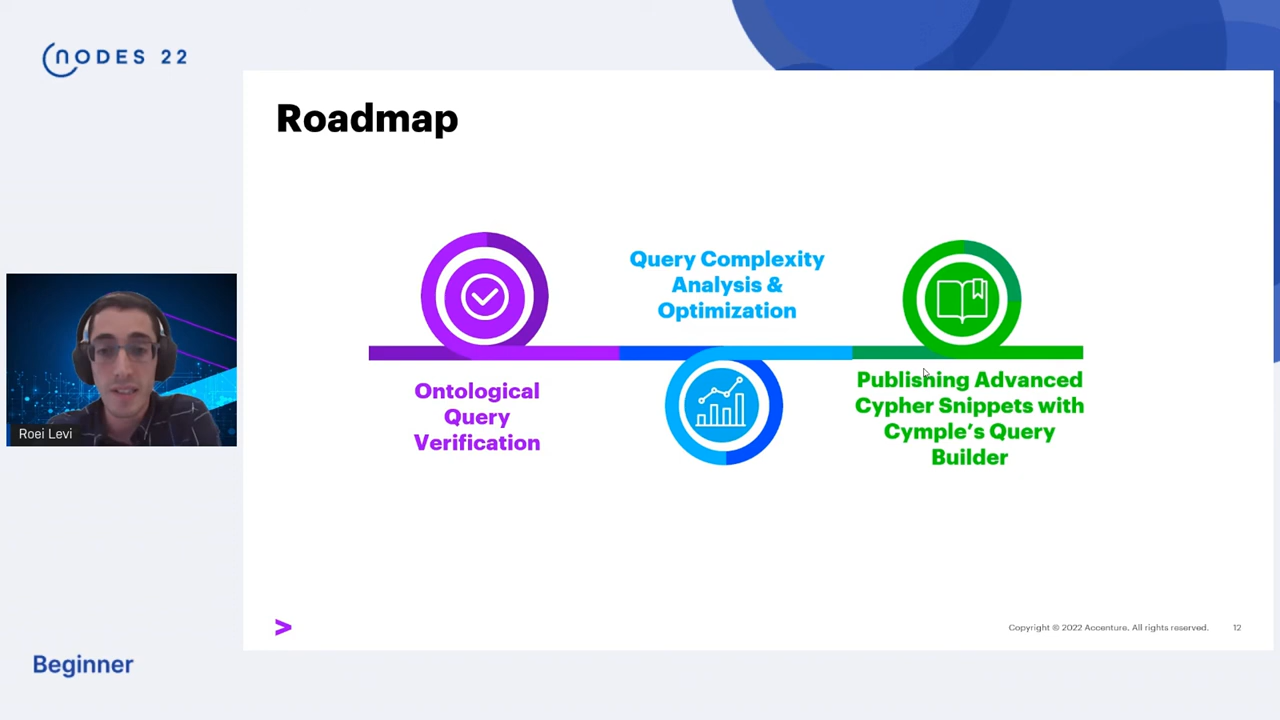 NODES 22
Roadmap
Query Complexity
Analysis &
Optimization
Ontological
Query
Verification
Publishing Advanced
Cypher Snippets with
Cymple's Query
Builder
Roei Levi
>
Copyright © 2022 Accenture. All rights reserved. 12
Beginner